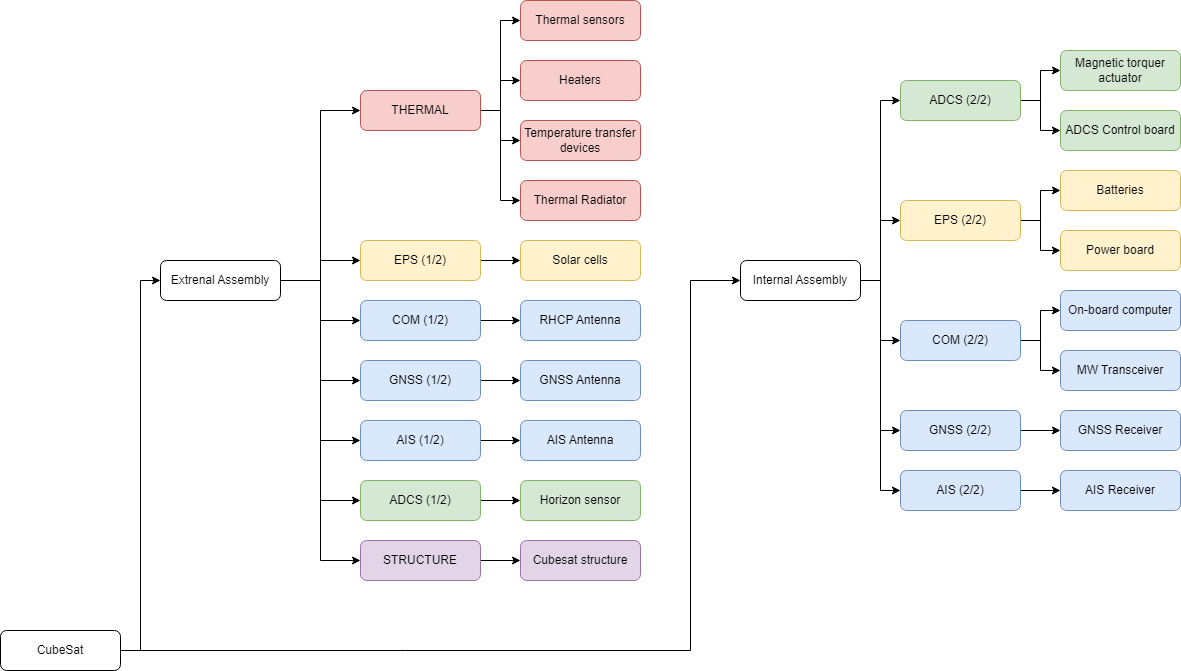 Thermal sensors
Heaters
THERMAL
Temperature transfer
devices
Thermal Radiator
Extrenal Assembly
EPS (1/2)
Solar cells
COM (1/2)
RHCP Antenna
GNSS (1/2)
GNSS Antenna
AIS (1/2)
AIS Antenna
ADCS (1/2)
Horizon sensor
STRUCTURE
Cubesat structure
CubeSat
Internal Assembly
ADCS (2/2)
Magnetic torquer
actuator
ADCS Control board
EPS (2/2)
Batteries
Power board
COM (2/2)
On-board computer
MW Transceiver
GNSS (2/2)
GNSS Receiver
AIS (2/2)
AIS Receiver